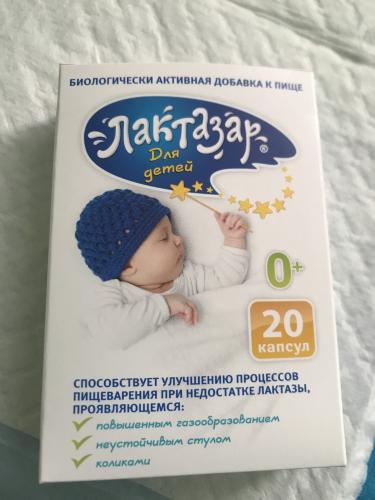 БИОЛОГИЧЕСКИ АКТИВНАЯ ДОБАВКА К ПИЩЕ
Лактазар®
Для
детей
0+
20
капсул
СПОСОБСТВУЕТ УЛУЧШЕНИЮ ПРОЦЕССОВ
ПИЩЕВАРЕНИЯ ПРИ НЕДОСТАТКЕ ЛАКТАЗЫ,
ПРОЯВЛЯЮЩЕМСЯ:
повышенным газообразованием
неустойчивым стулом
коликами